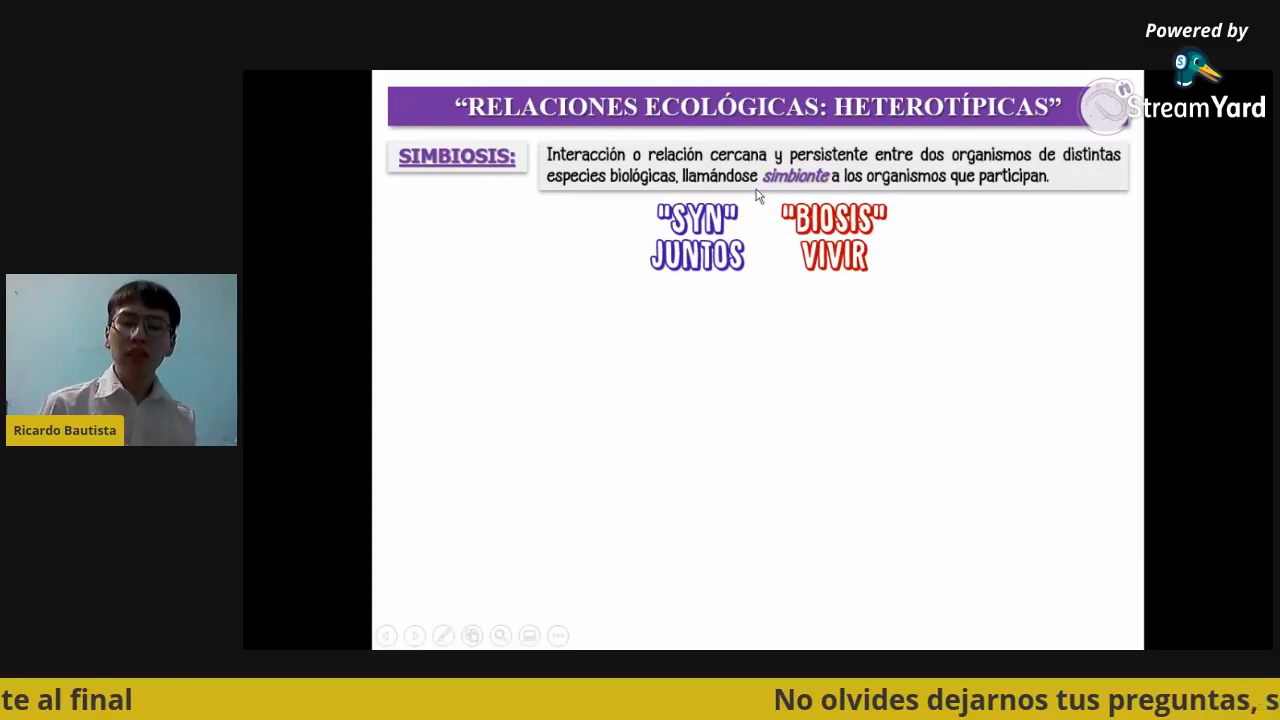 Powered by
StreamYard
“RELACIONES ECOLÓGICAS: HETEROTÍPICAS”
SIMBIOSIS:
Interacción o relación cercana y persistente entre dos organismos de distintas
especies biológicas, llamándose simbionte a los organismos que participan.
"SYN" "BIOSIS"
JUNTOS VIVIR
Ricardo Bautista
te al final No olvides dejarnos tus preguntas, s